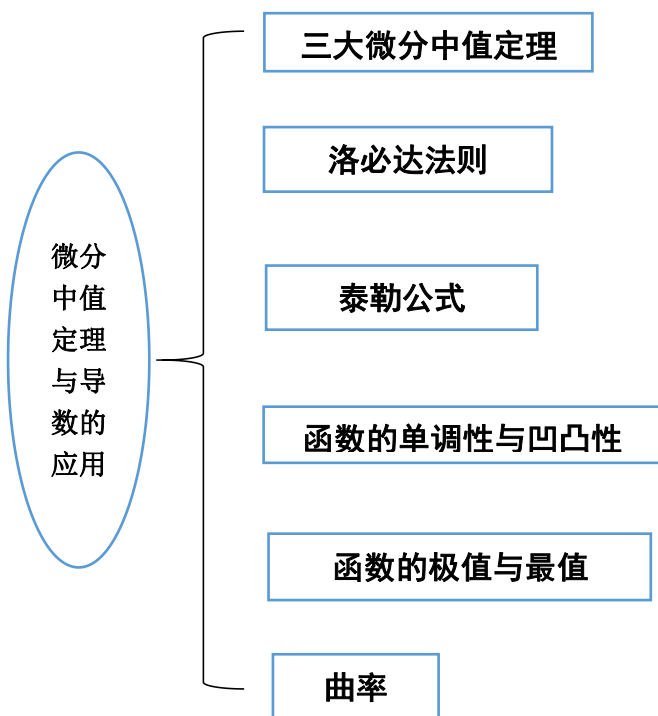 三大微分中值定理
洛必达法则
泰勒公式
微分
中值
定理
与导
数的
应用
函数的单调性与凹凸性
函数的极值与最值
曲率